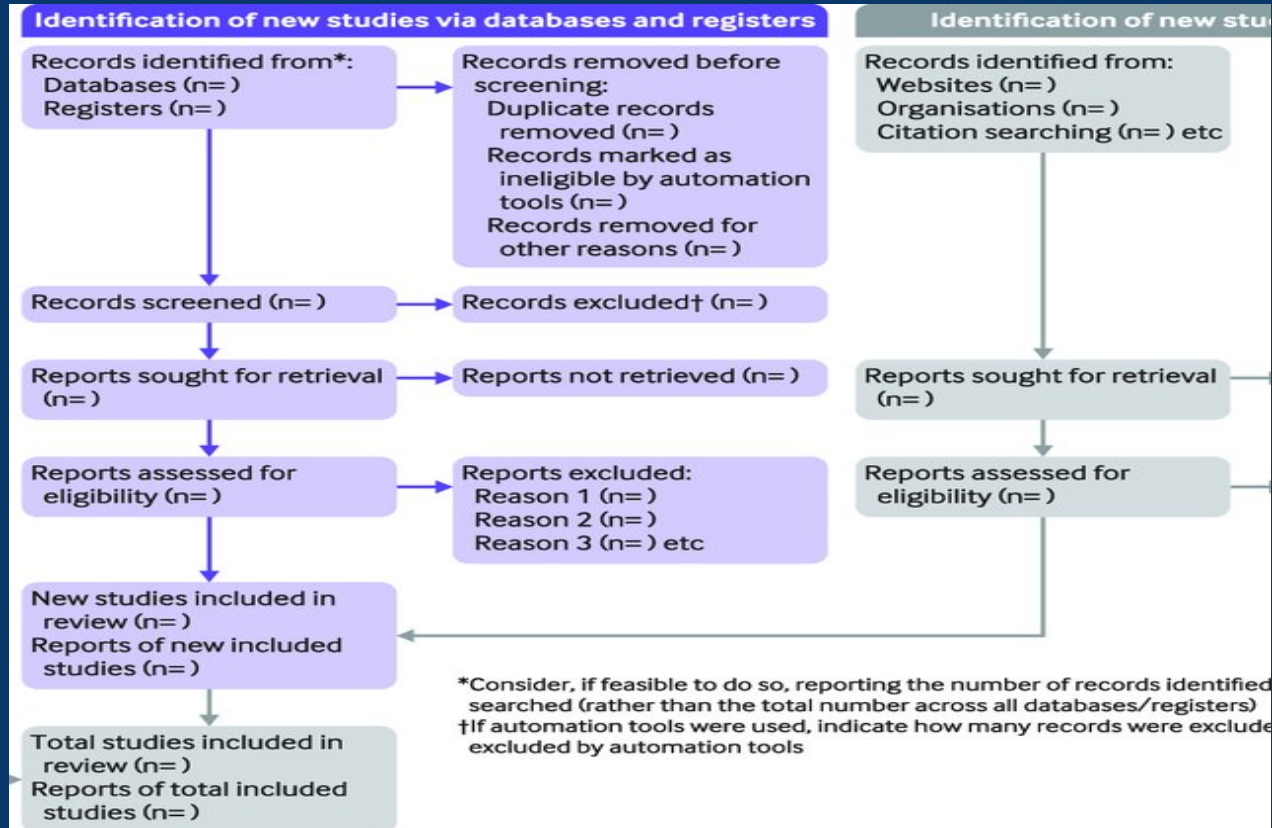 Identification of new studies via databases and registers
Records identified from*:
Databases (n= )
Registers (n= )
Records removed before
screening:
Duplicate records
removed (n= )
Records marked as
ineligible by automation
tools (n= )
Records removed for
other reasons (n= )
Records screened (n= )
Records excluded† (n= )
Reports sought for retrieval
(n= )
Reports not retrieved (n= )
Reports assessed for
eligibility (n= )
Reports excluded:
Reason 1 (n= )
Reason 2 (n= )
Reason 3 (n= ) etc
New studies included in
review (n= )
Reports of new included
studies (n= )
Total studies included in
review (n= )
Reports of total included
studies (n= )
Identification of new
Records identified from:
Websites (n= )
Organisations (n= )
Citation searching (n= ) etc
Reports sought for retrieval
(n= )
Reports assessed for
eligibility (n= )
*Consider, if feasible to do so, reporting the number of records identified
searched (rather than the total number across all databases/registers)
†If automation tools were used, indicate how many records were
excluded by automation tools